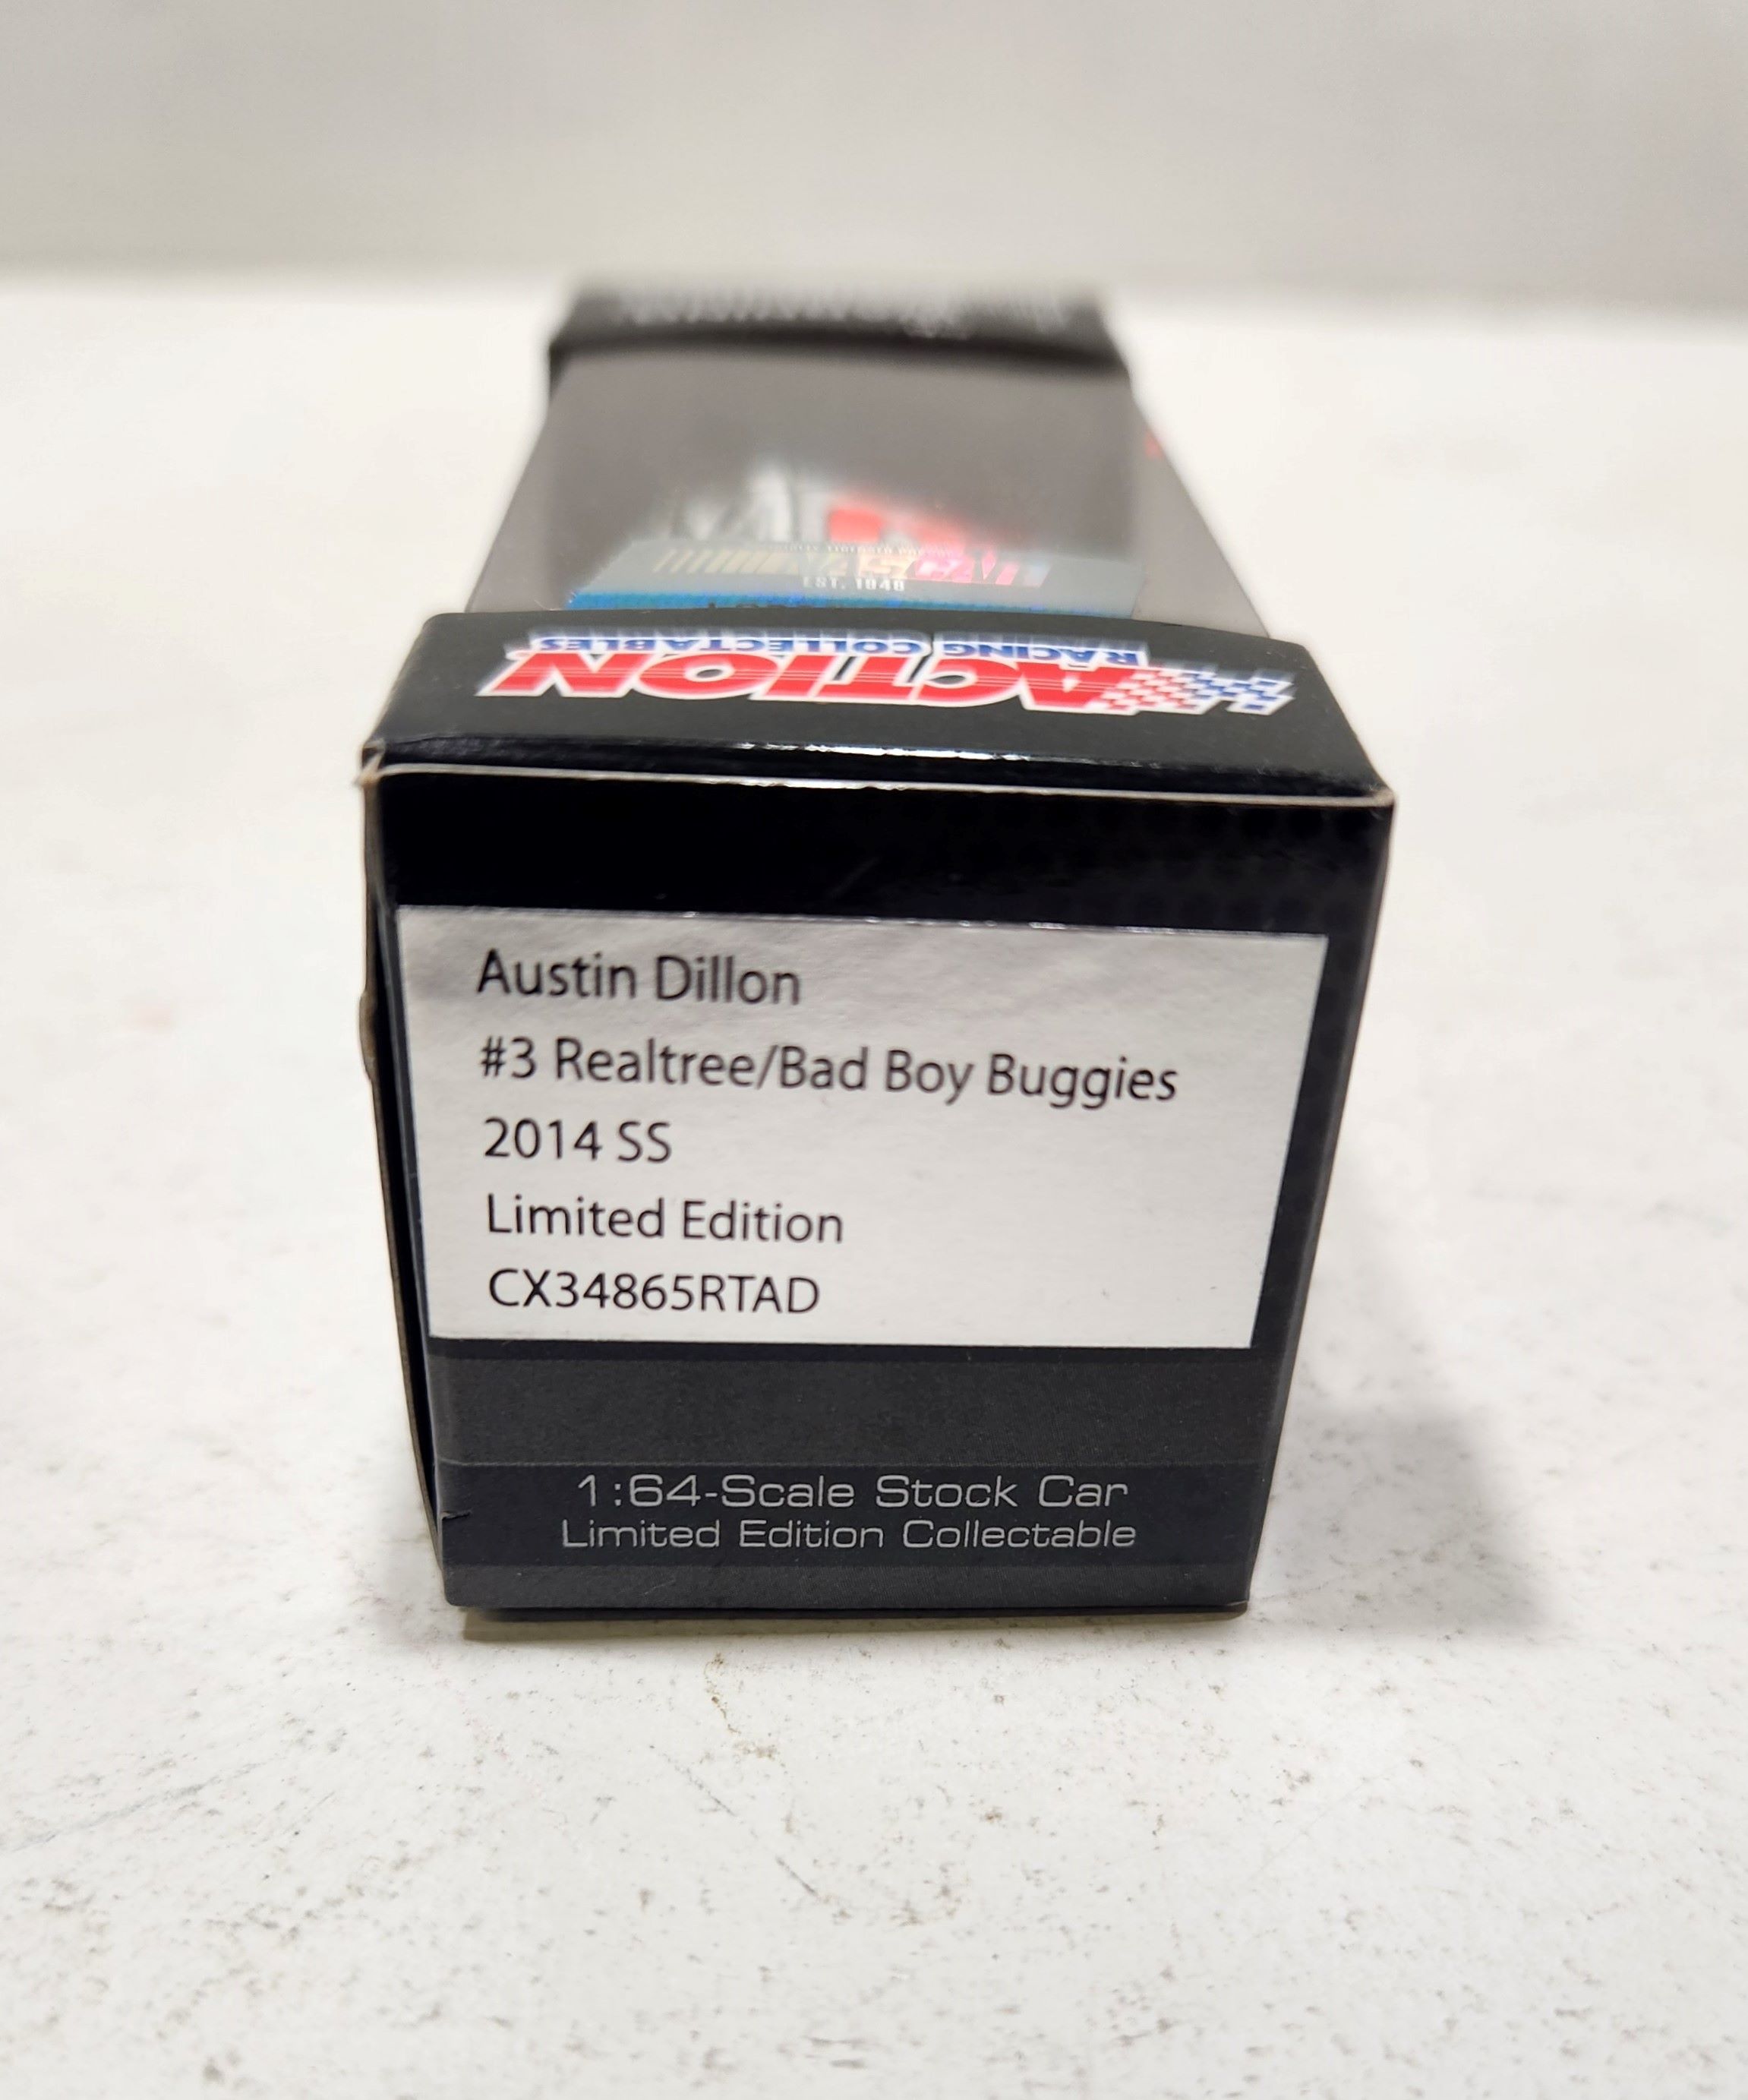 EST. 1948
RACING COLLECTABLES
ACTION
Austin Dillon
#3 Realtree/Bad Boy Buggies
2014 SS
Limited Edition
CX34865RTAD
1:64-Scale Stock Car
Limited Edition Collectable